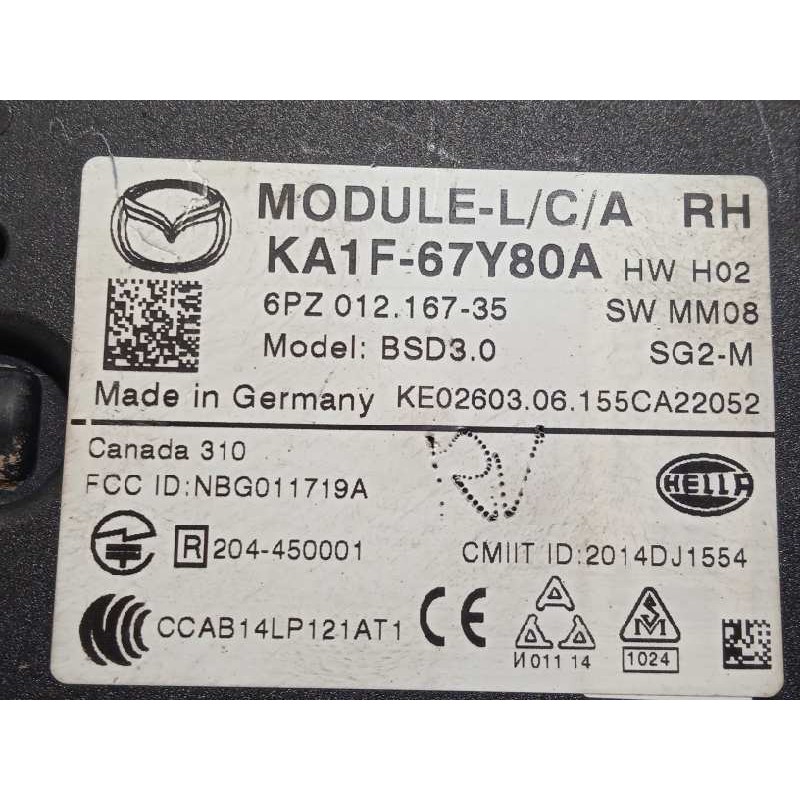 MODULE-L/C/A RH
KA1F-67Y80A HW H02
6PZ 012.167-35 SW MM08
Model: BSD3.0 SG2-M
Made in Germany KE02603.06.155CA22052
Canada 310
FCC ID:NBG011719A
HELLA
R 204-450001 CMIIT ID:2014DJ1554
CCAB14LP121AT1 CE
И011 14
1024